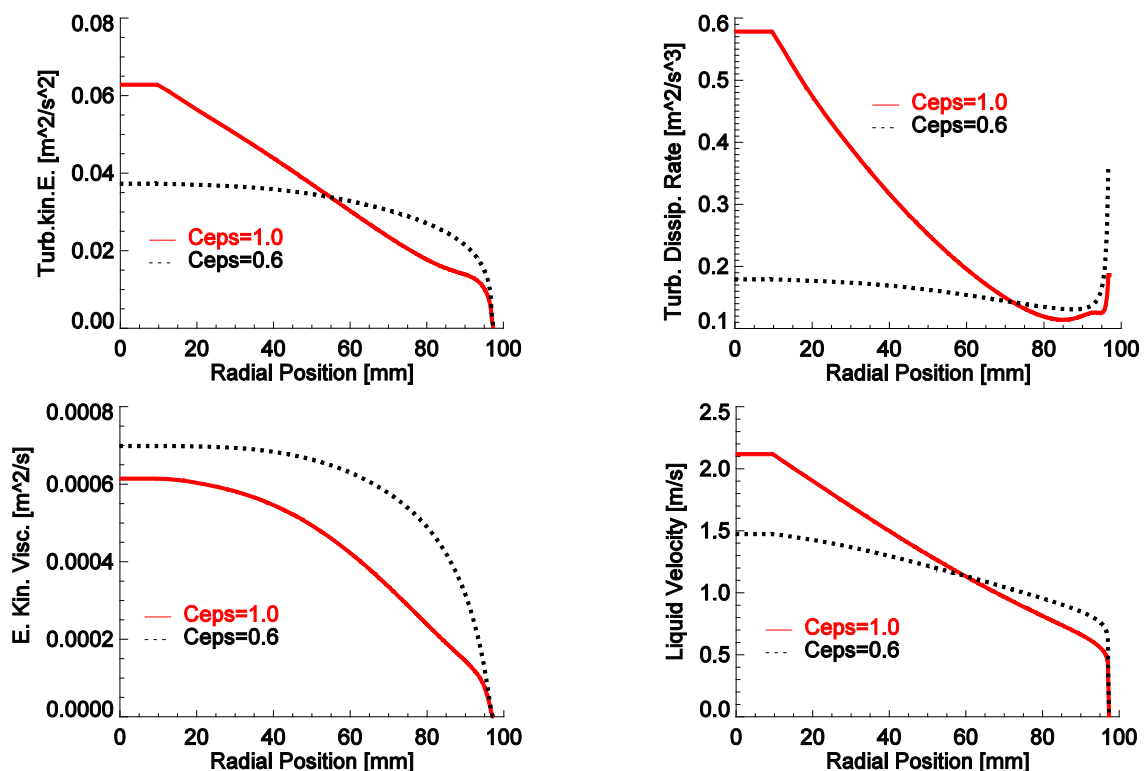 Turb.kin.E. [m^2/s^2]
0.08
0.06
0.04
0.02
0.00
Ceps=1.0
Ceps=0.6
0 20 40 60 80 100
Radial Position [mm]
Turb. Dissip. Rate [m^2/s^3]
0.6
0.5
0.4
0.3
0.2
0.1
Ceps=1.0
Ceps=0.6
0 20 40 60 80 100
Radial Position [mm]
E. Kin. Visc. [m^2/s]
0.0008
0.0006
0.0004
0.0002
0.0000
Ceps=1.0
Ceps=0.6
0 20 40 60 80 100
Radial Position [mm]
Liquid Velocity [m/s]
2.5
2.0
1.5
1.0
0.5
0.0
Ceps=1.0
Ceps=0.6
0 20 40 60 80 100
Radial Position [mm]